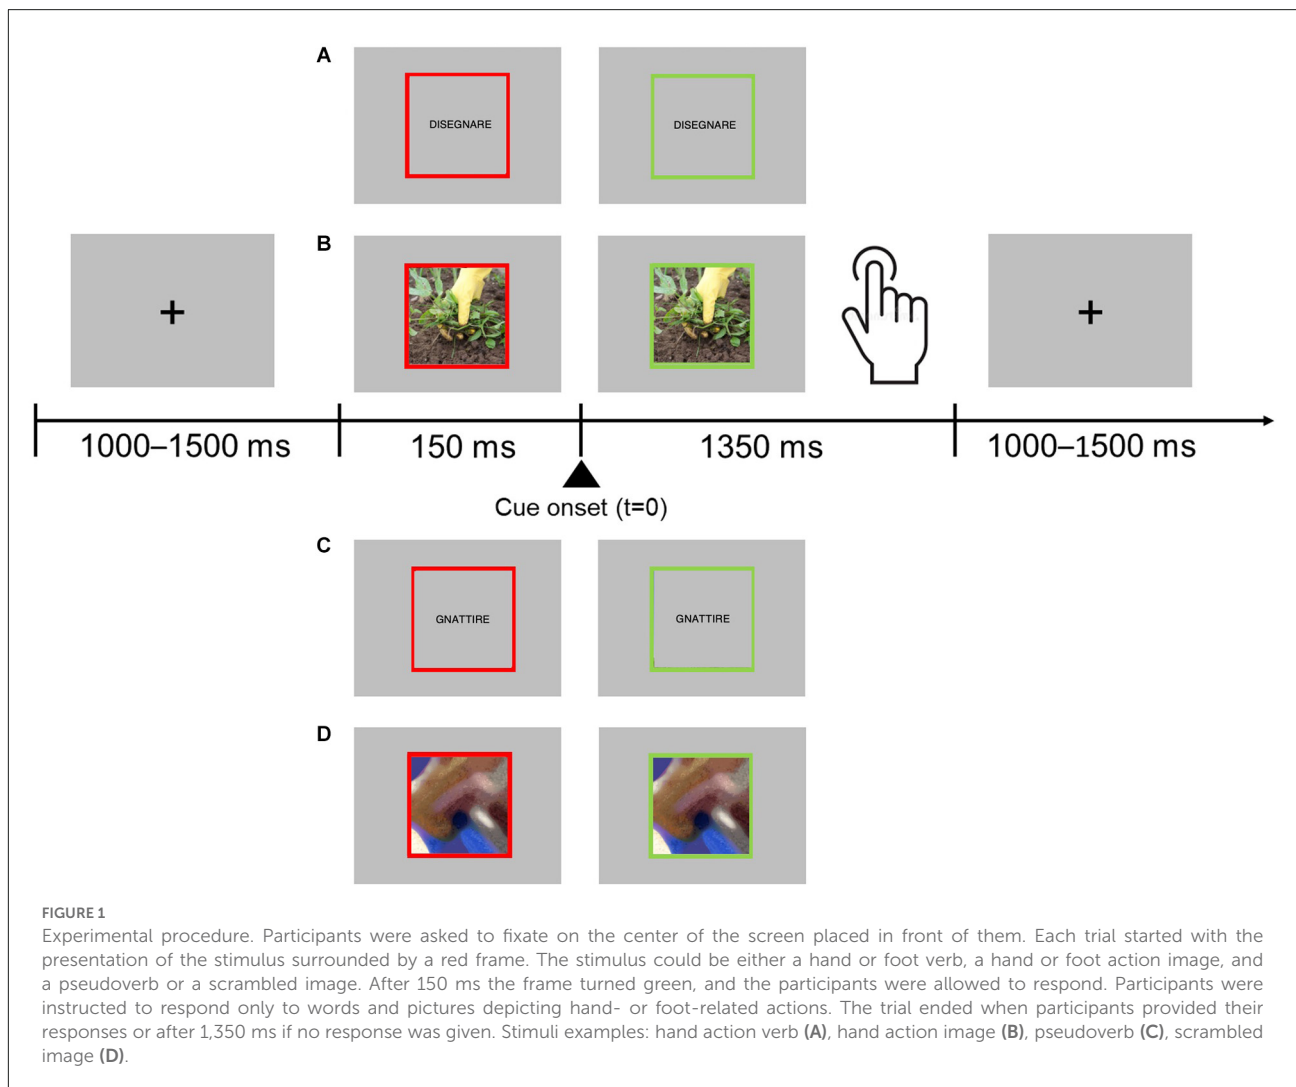 A
DISEGNARE
DISEGNARE
B
+
+
1000–1500 ms
150 ms
1350 ms
1000–1500 ms
Cue onset (t=0)
C
GNATTIRE
GNATTIRE
D
FIGURE 1
Experimental procedure. Participants were asked to fixate on the center of the screen placed in front of them. Each trial started with the
presentation of the stimulus surrounded by a red frame. The stimulus could be either a hand or foot verb, a hand or foot action image, and
a pseudoverb or a scrambled image. After 150 ms the frame turned green, and the participants were allowed to respond. Participants were
instructed to respond only to words and pictures depicting hand- or foot-related actions. The trial ended when participants provided their
responses or after 1,350 ms if no response was given. Stimuli examples: hand action verb (A), hand action image (B), pseudoverb (C), scrambled
image (D).